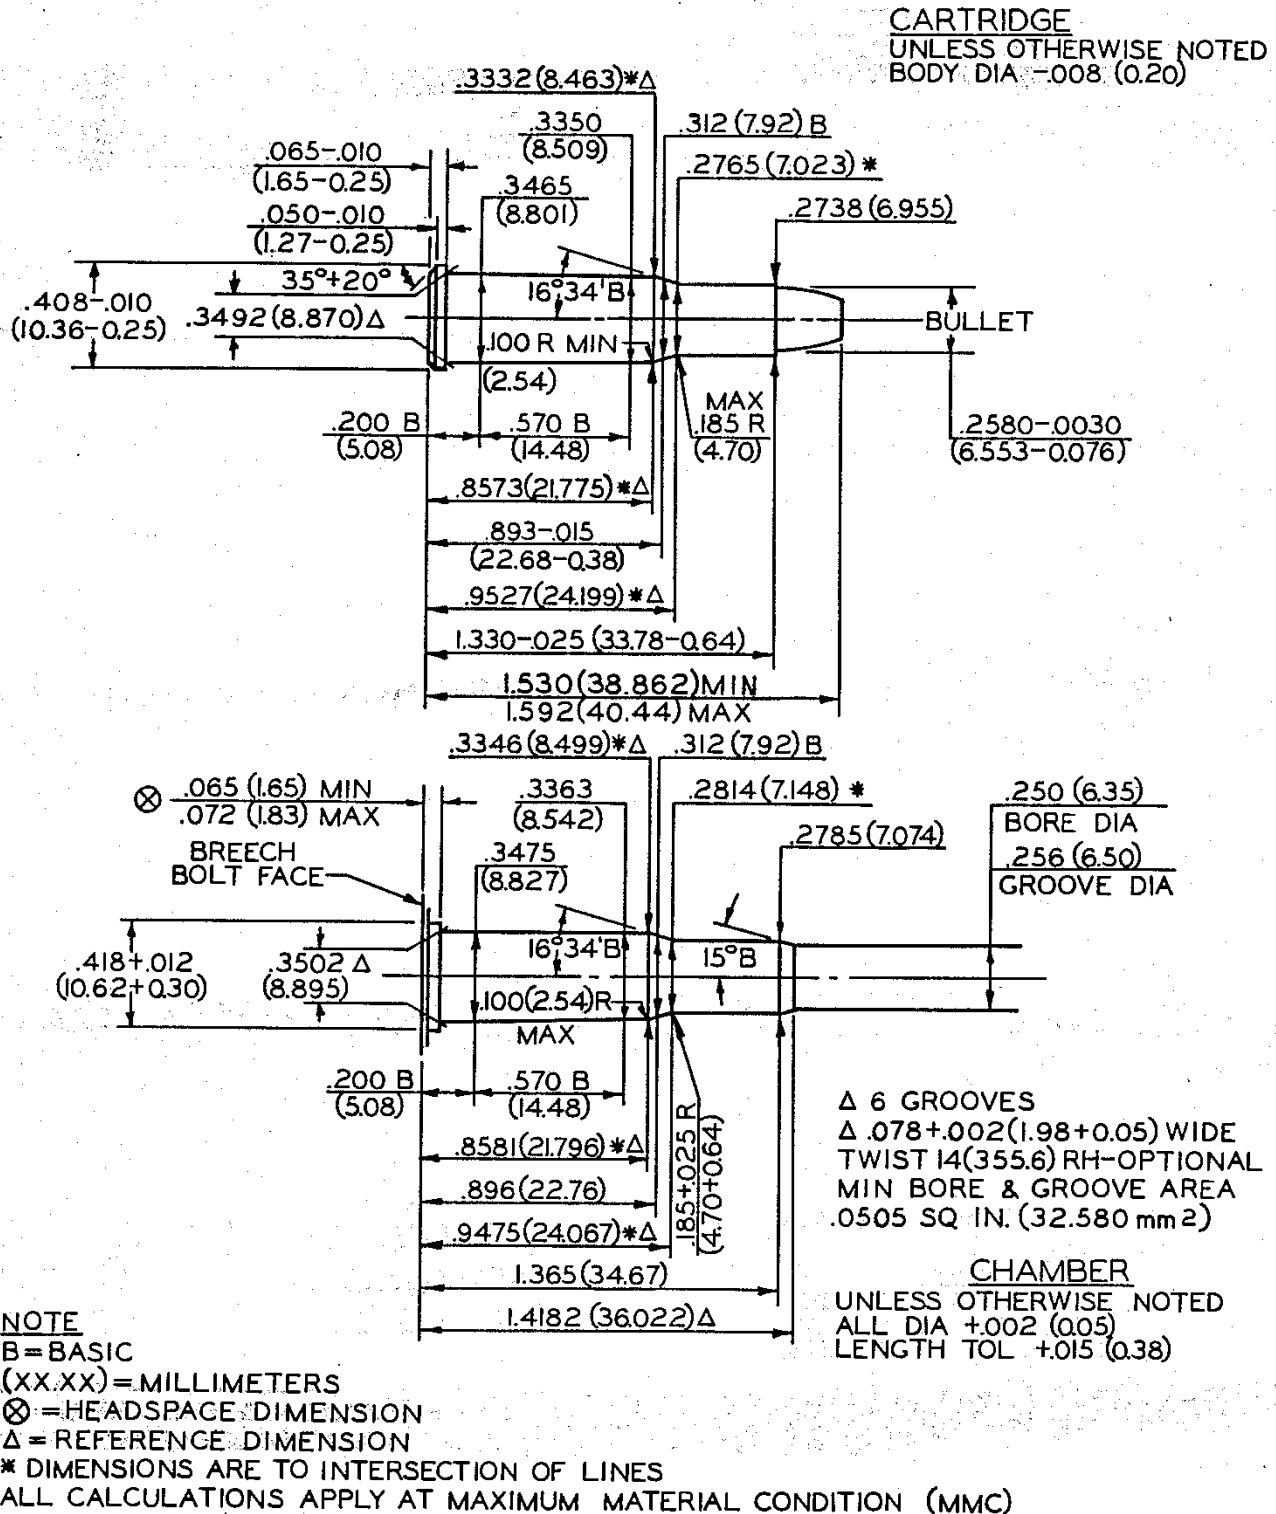 CARTRIDGE
UNLESS OTHERWISE NOTED
BODY DIA -.008 (0.20)
.3332(8.463)*Δ
.3350
(8.509)
.312(7.92) B
.065-.010
(1.65-0.25)
.2765(7.023) *
.3465
(8.801)
.050-.010
(1.27-0.25)
.2738(6.955)
35°+20°
16°34'B
.408-.010
(10.36-0.25)
.3492(8.870)Δ
BULLET
.100 R MIN
(2.54)
MAX
.185 R
(4.70)
.200 B
(5.08)
.570 B
(14.48)
.2580-.0030
(6.553-0.076)
.8573(21.775)*Δ
.893-.015
(22.68-0.38)
.9527(24.199)*Δ
1.330-.025 (33.78-0.64)
1.530(38.862)MIN
1.592(40.44) MAX
.3346(8.499)*Δ
.312(7.92) B
⊗ .065 (1.65) MIN
.072 (1.83) MAX
.3363
(8.542)
.2814(7.148) *
.250 (6.35)
BORE DIA
.2785(7.074)
BREECH
BOLT FACE
.3475
(8.827)
.256 (6.50)
GROOVE DIA
16°34'B
15°B
.418+.012
(10.62+0.30)
.3502 Δ
(8.895)
.100(2.54)R
MAX
.200 B
(5.08)
.570 B
(14.48)
.185+.025 R
(4.70+0.64)
Δ 6 GROOVES
Δ .078+.002(1.98+0.05) WIDE
TWIST 14(355.6) RH-OPTIONAL
MIN BORE & GROOVE AREA
.0505 SQ IN. (32.580 mm2)
.8581(21.796)*Δ
.896(22.76)
.9475(24.067)*Δ
1.365(34.67)
1.4182 (36.022)Δ
CHAMBER
UNLESS OTHERWISE NOTED
ALL DIA +.002 (0.05)
LENGTH TOL +.015 (0.38)
NOTE
B=BASIC
(XX.XX)=MILLIMETERS
⊗=HEADSPACE DIMENSION
Δ=REFERENCE DIMENSION
* DIMENSIONS ARE TO INTERSECTION OF LINES
ALL CALCULATIONS APPLY AT MAXIMUM MATERIAL CONDITION (MMC)